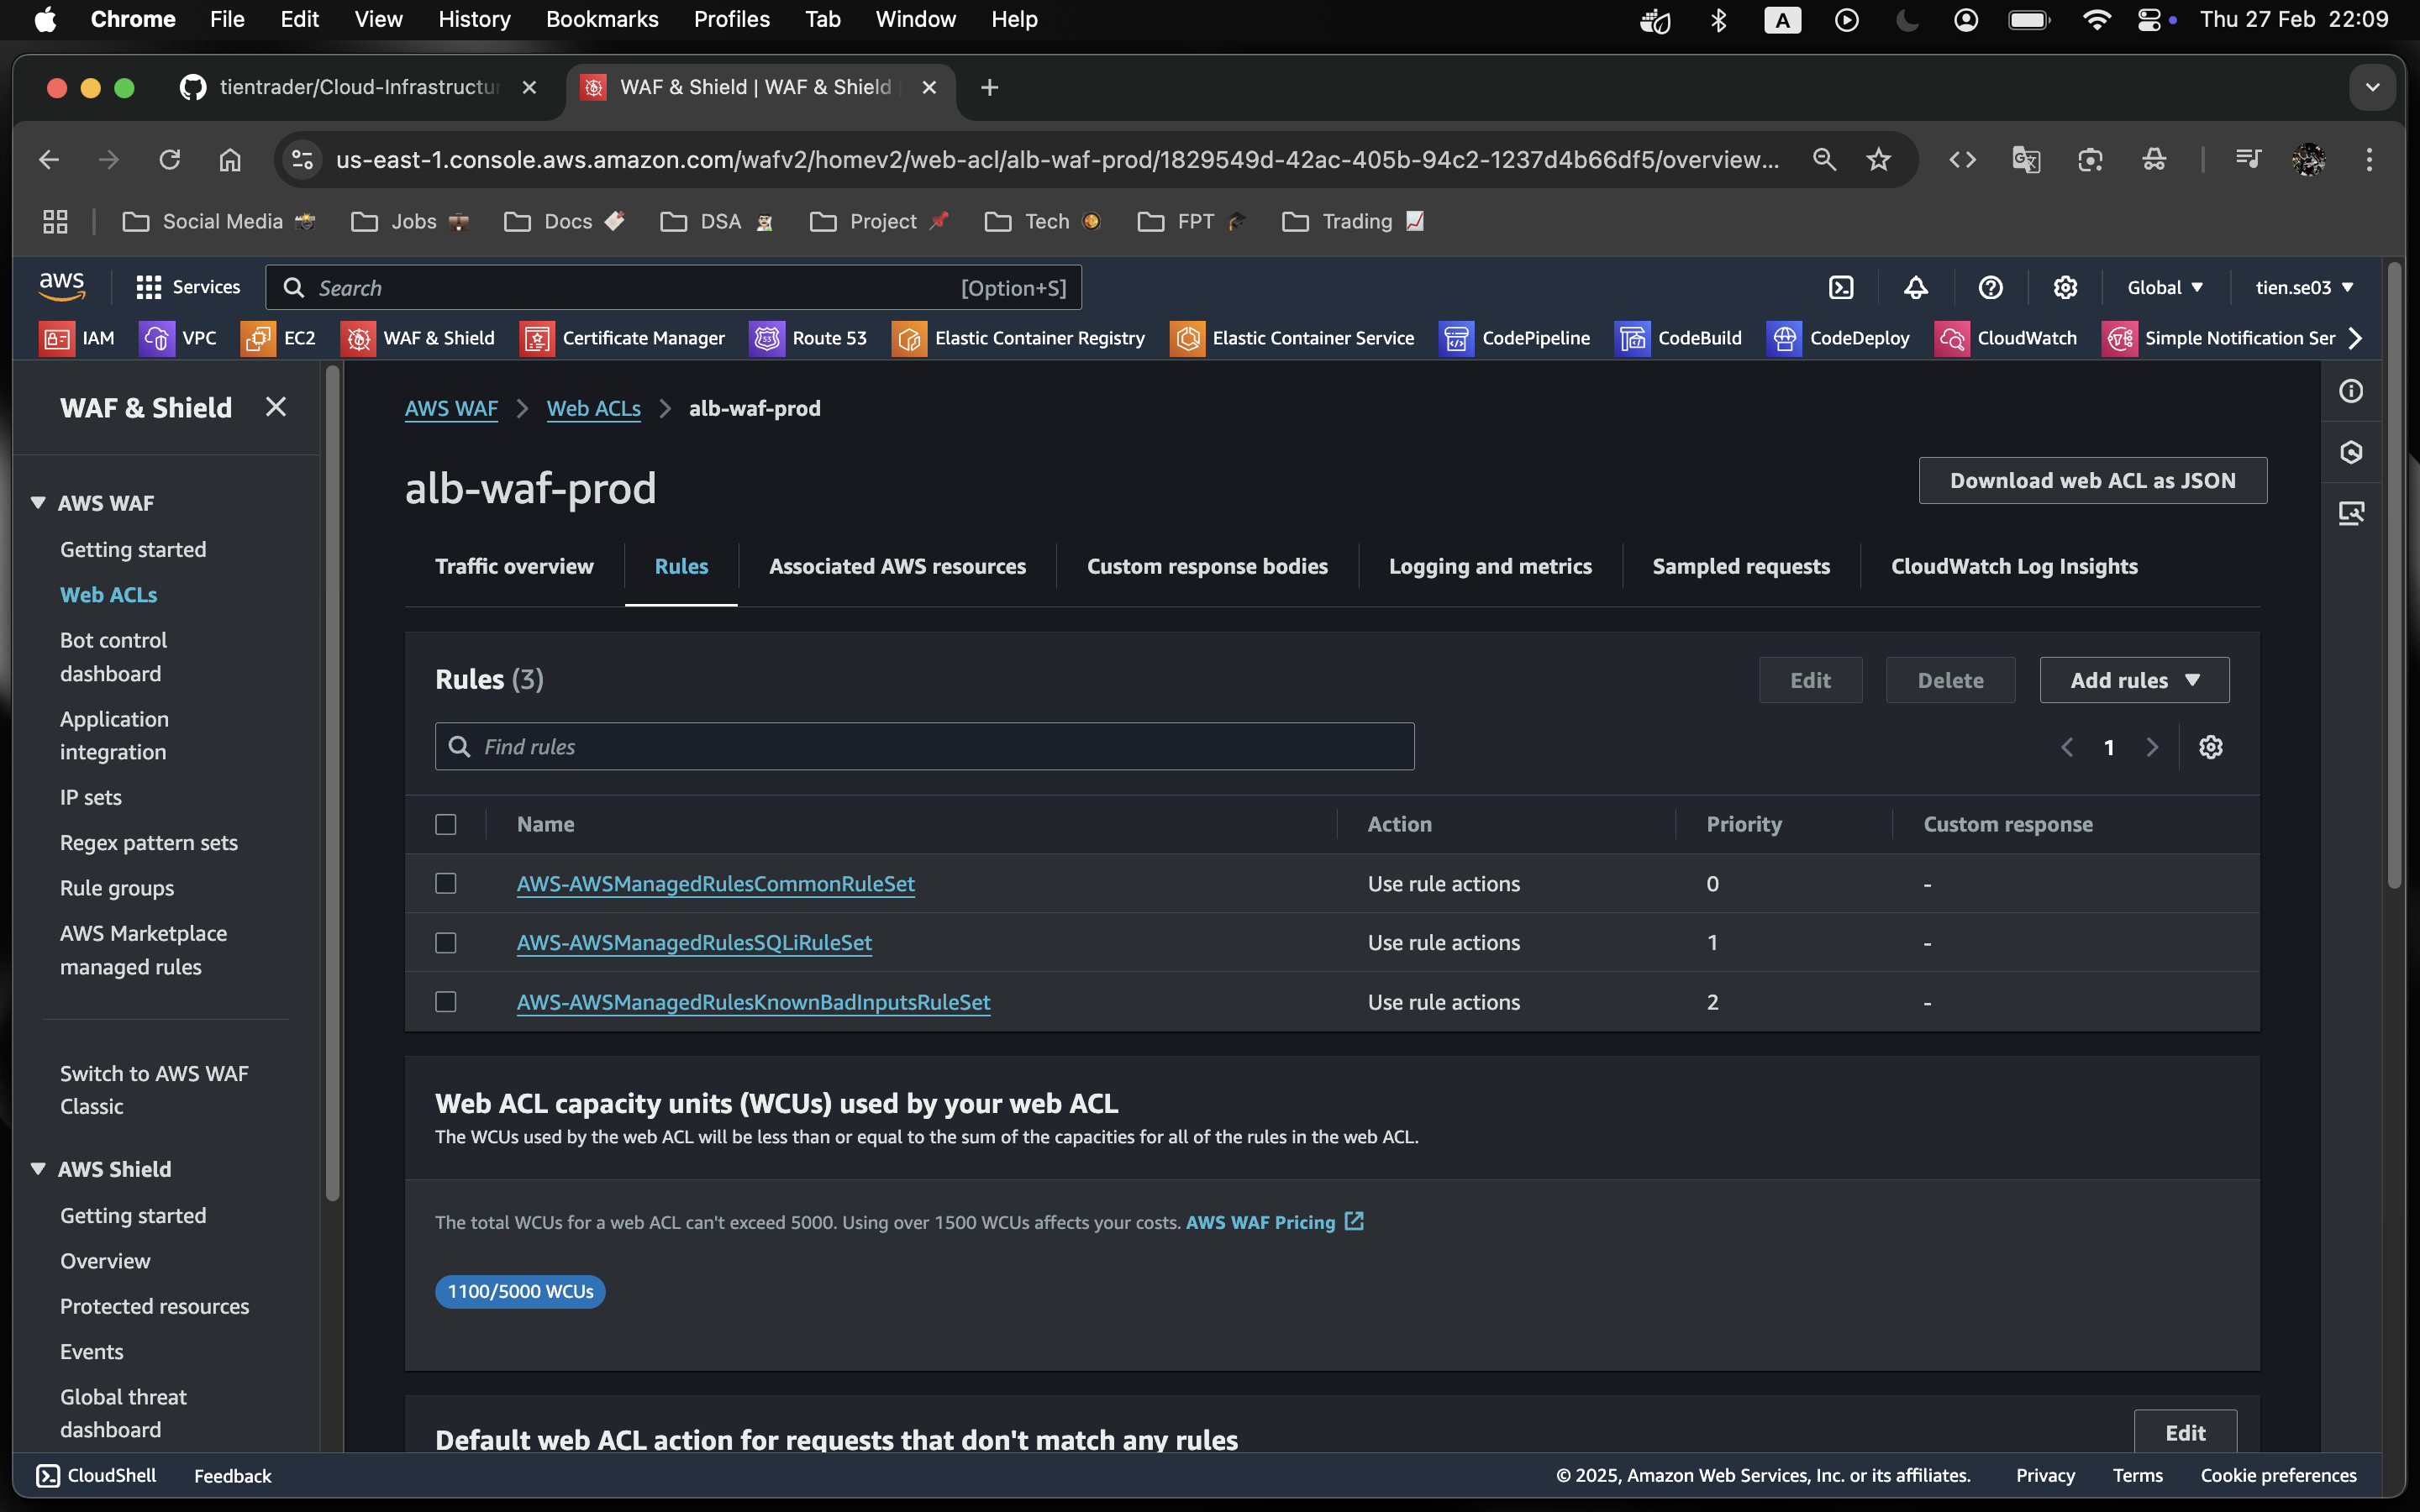 Chrome File Edit View History Bookmarks Profiles Tab Window Help A Thu 27 Feb 22:09
tientrader/Cloud-Infrastructur WAF & Shield | WAF & Shield
us-east-1.console.aws.amazon.com/wafv2/homev2/web-acl/alb-waf-prod/1829549d-42ac-405b-94c2-1237d4b66df5/overview...
Social Media Jobs Docs DSA Project Tech FPT Trading
aws Services Search [Option+S] Global tien.se03
IAM VPC EC2 WAF & Shield Certificate Manager Route 53 Elastic Container Registry Elastic Container Service CodePipeline CodeBuild CodeDeploy CloudWatch Simple Notification Ser
WAF & Shield
AWS WAF
Getting started
Web ACLs
Bot control
dashboard
Application
integration
IP sets
Regex pattern sets
Rule groups
AWS Marketplace
managed rules
Switch to AWS WAF
Classic
AWS Shield
Getting started
Overview
Protected resources
Events
Global threat
dashboard
AWS WAF > Web ACLs > alb-waf-prod
alb-waf-prod
Download web ACL as JSON
Traffic overview Rules Associated AWS resources Custom response bodies Logging and metrics Sampled requests CloudWatch Log Insights
Rules (3)
Edit Delete Add rules
Find rules
1
Name Action Priority Custom response
AWS-AWSManagedRulesCommonRuleSet Use rule actions 0 -
AWS-AWSManagedRulesSQLiRuleSet Use rule actions 1 -
AWS-AWSManagedRulesKnownBadInputsRuleSet Use rule actions 2 -
Web ACL capacity units (WCUs) used by your web ACL
The WCUs used by the web ACL will be less than or equal to the sum of the capacities for all of the rules in the web ACL.
The total WCUs for a web ACL can't exceed 5000. Using over 1500 WCUs affects your costs. AWS WAF Pricing
1100/5000 WCUs
Default web ACL action for requests that don't match any rules
Edit
CloudShell Feedback © 2025, Amazon Web Services, Inc. or its affiliates. Privacy Terms Cookie preferences